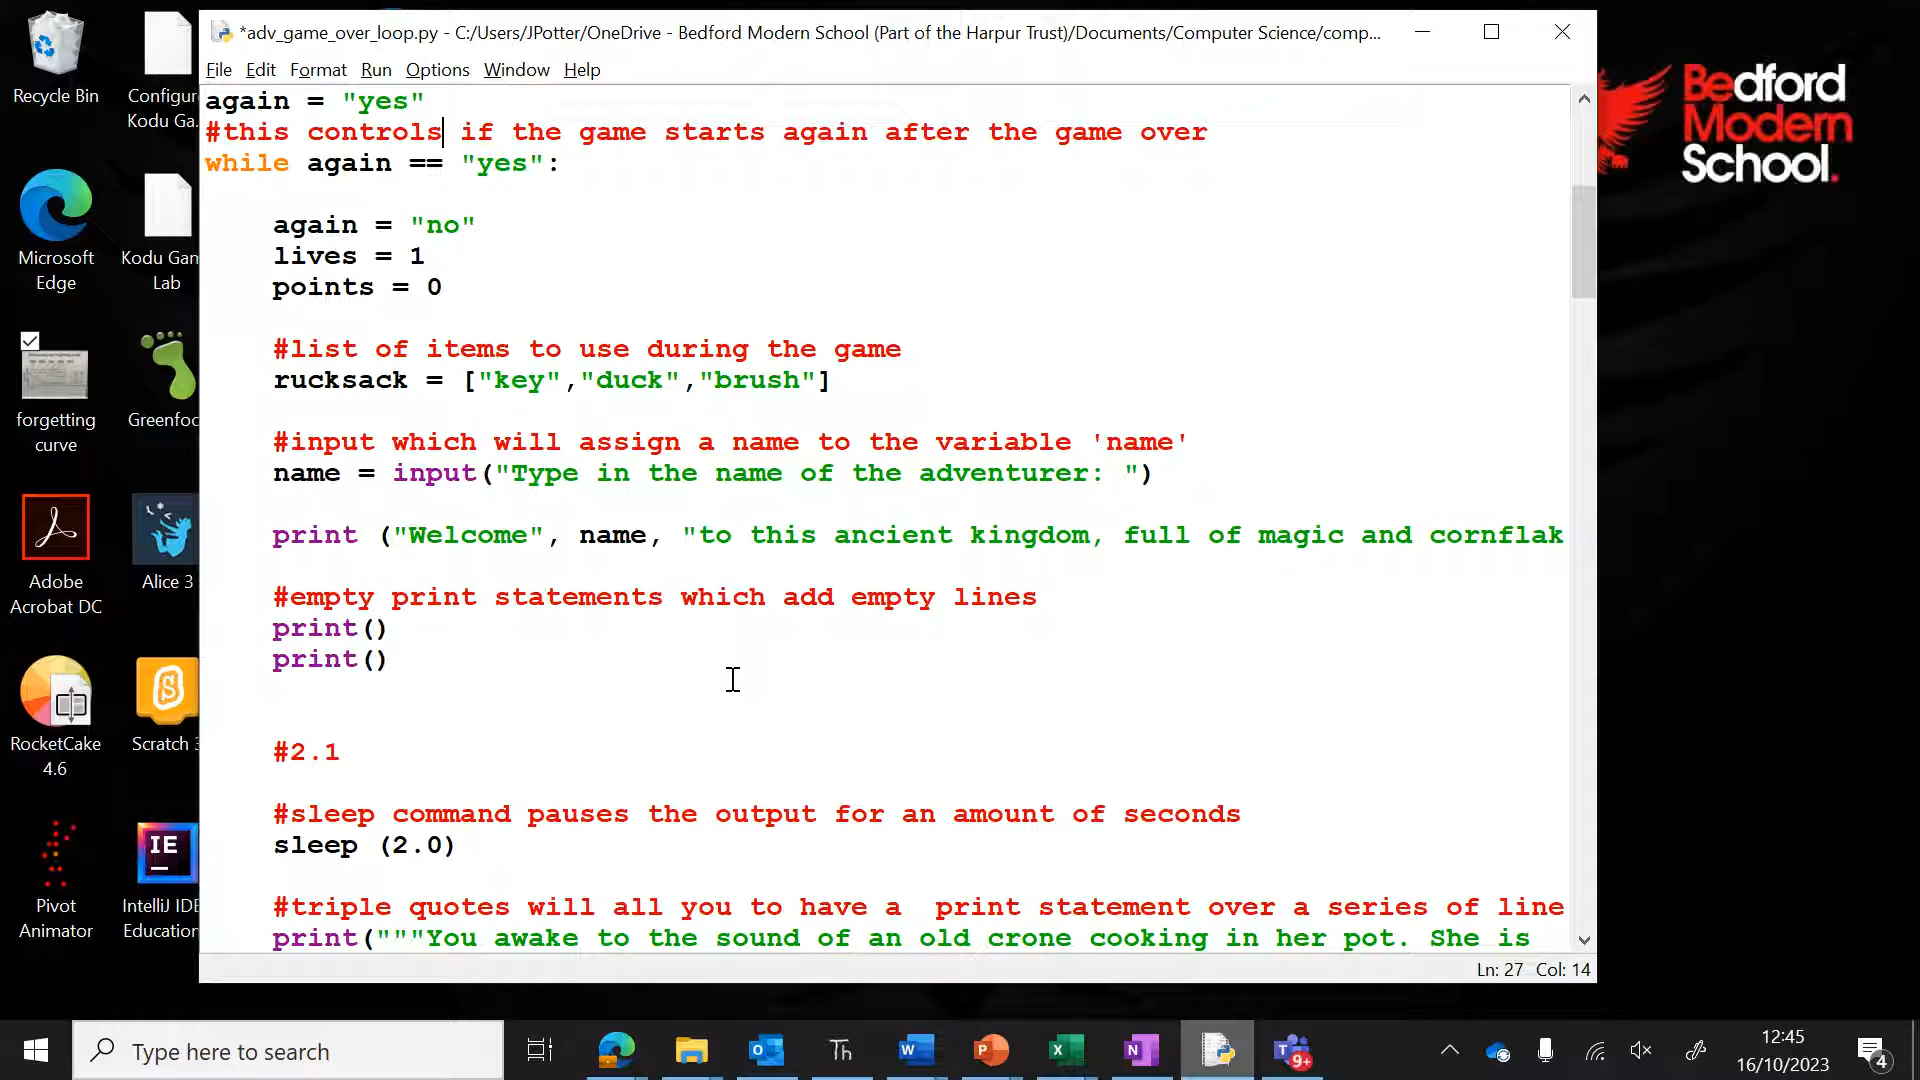 *adv_game_over_loop.py - C:/Users/JPotter/OneDrive - Bedford Modern School (Part of the Harpur Trust)/Documents/Computer Science/comp...
File Edit Format Run Options Window Help
again = "yes"
#this controls if the game starts again after the game over
while again == "yes":
again = "no"
lives = 1
points = 0
#list of items to use during the game
rucksack = ["key","duck","brush"]
#input which will assign a name to the variable 'name'
name = input("Type in the name of the adventurer: ")
print ("Welcome", name, "to this ancient kingdom, full of magic and cornflak
#empty print statements which add empty lines
print()
print()
#2.1
#sleep command pauses the output for an amount of seconds
sleep (2.0)
#triple quotes will all you to have a  print statement over a series of line
print("""You awake to the sound of an old crone cooking in her pot. She is
Ln: 27 Col: 14
Recycle Bin
Configur
Kodu Ga..
Microsoft
Edge
Kodu Gan
Lab
forgetting
curve
Greenfoo
Adobe
Acrobat DC
Alice 3
RocketCake
4.6
Scratch 3
Pivot
Animator
IE
IntelliJ IDE
Education
Bedford
Modern
School.
Type here to search
Th
9+
12:45
16/10/2023
4